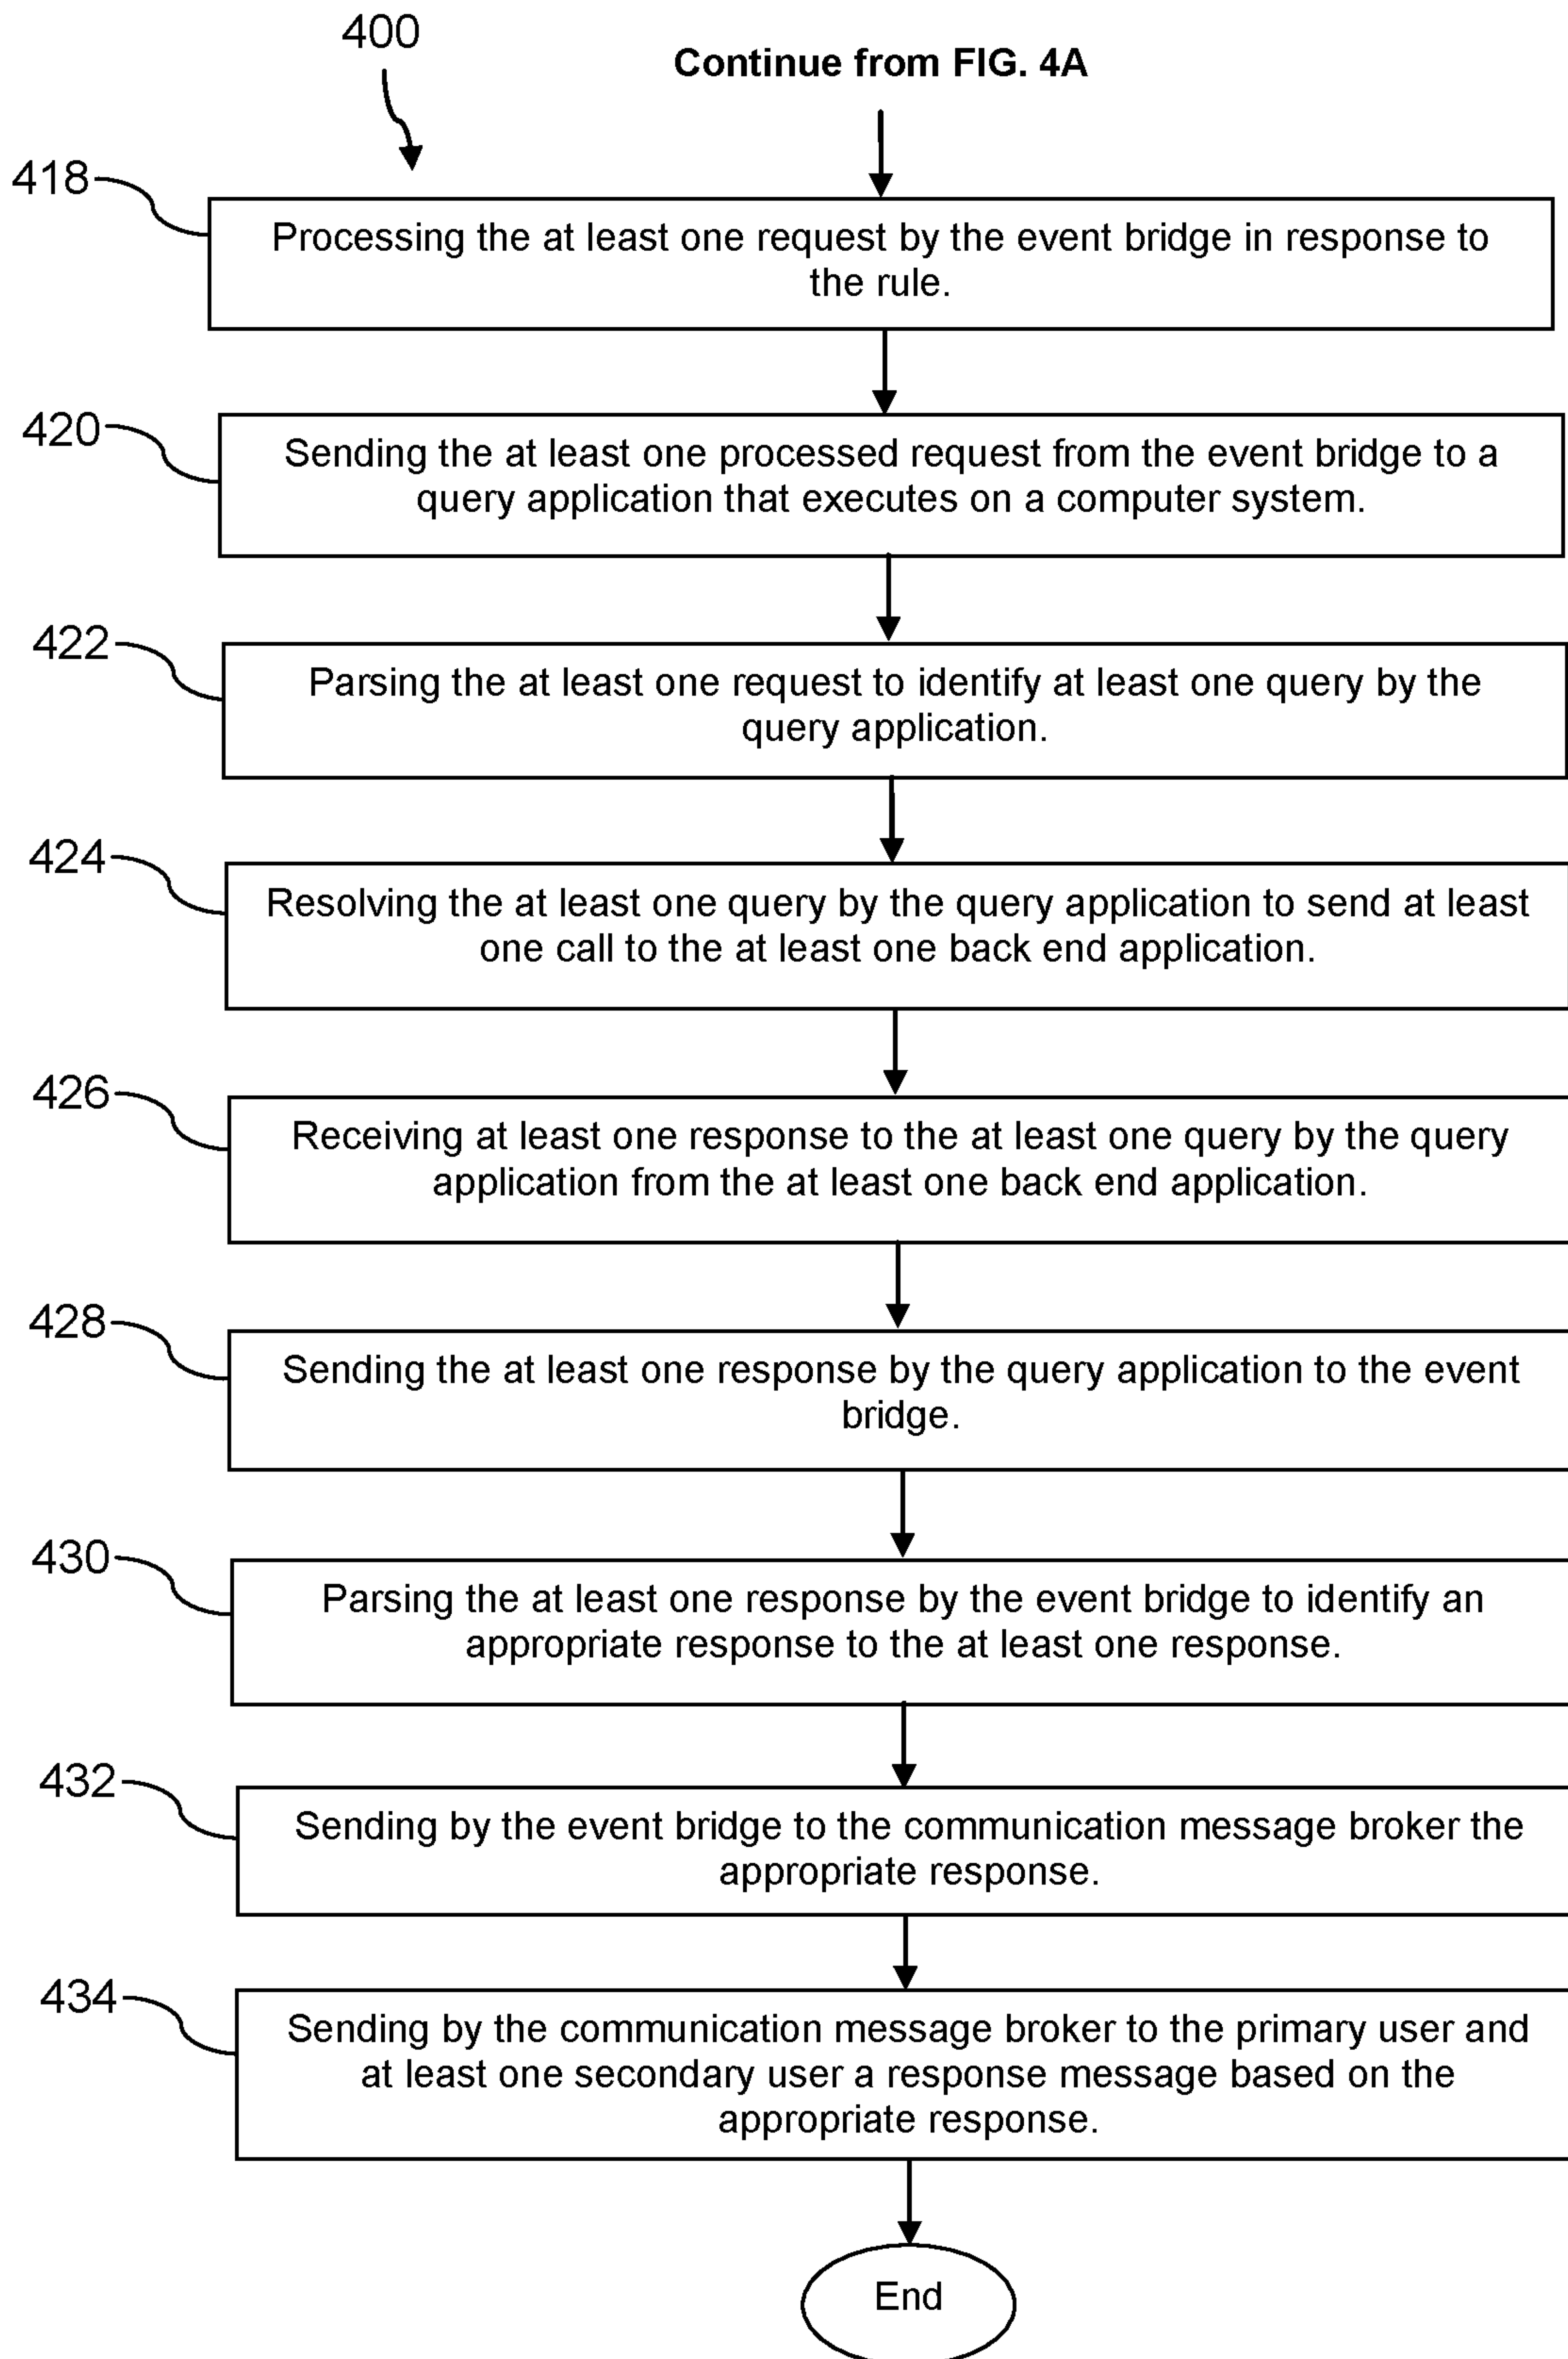 400
Continue from FIG. 4A
418
Processing the at least one request by the event bridge in response to
the rule.
420
Sending the at least one processed request from the event bridge to a
query application that executes on a computer system.
422
Parsing the at least one request to identify at least one query by the
query application.
424
Resolving the at least one query by the query application to send at least
one call to the at least one back end application.
426
Receiving at least one response to the at least one query by the query
application from the at least one back end application.
428
Sending the at least one response by the query application to the event
bridge.
430
Parsing the at least one response by the event bridge to identify an
appropriate response to the at least one response.
432
Sending by the event bridge to the communication message broker the
appropriate response.
434
Sending by the communication message broker to the primary user and
at least one secondary user a response message based on the
appropriate response.
End